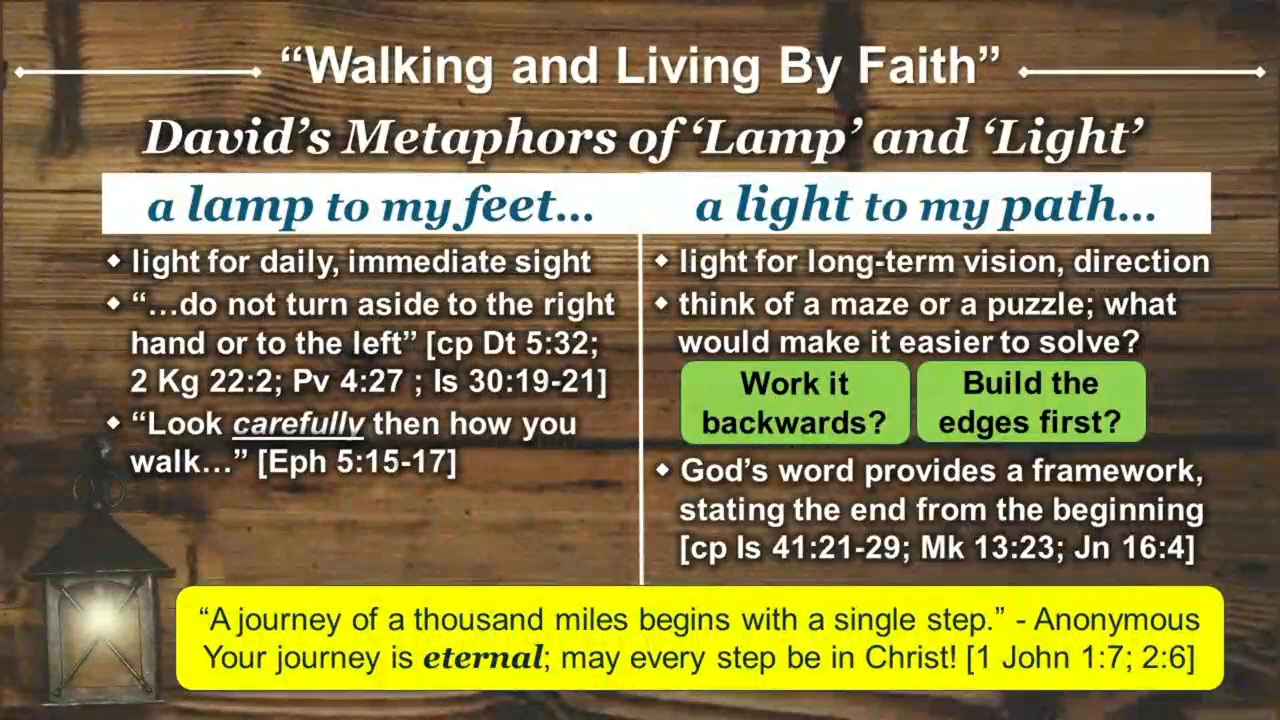 “Walking and Living By Faith”
David’s Metaphors of ‘Lamp’ and ‘Light’
a lamp to my feet...
◆ light for daily, immediate sight
◆ “…do not turn aside to the right
hand or to the left” [cp Dt 5:32;
2 Kg 22:2; Pv 4:27 ; Is 30:19-21]
◆ “Look carefully then how you
walk…” [Eph 5:15-17]
a light to my path...
◆ light for long-term vision, direction
◆ think of a maze or a puzzle; what
would make it easier to solve?
Work it
backwards?
Build the
edges first?
◆ God’s word provides a framework,
stating the end from the beginning
[cp Is 41:21-29; Mk 13:23; Jn 16:4]
“A journey of a thousand miles begins with a single step.” - Anonymous
Your journey is eternal; may every step be in Christ! [1 John 1:7; 2:6]